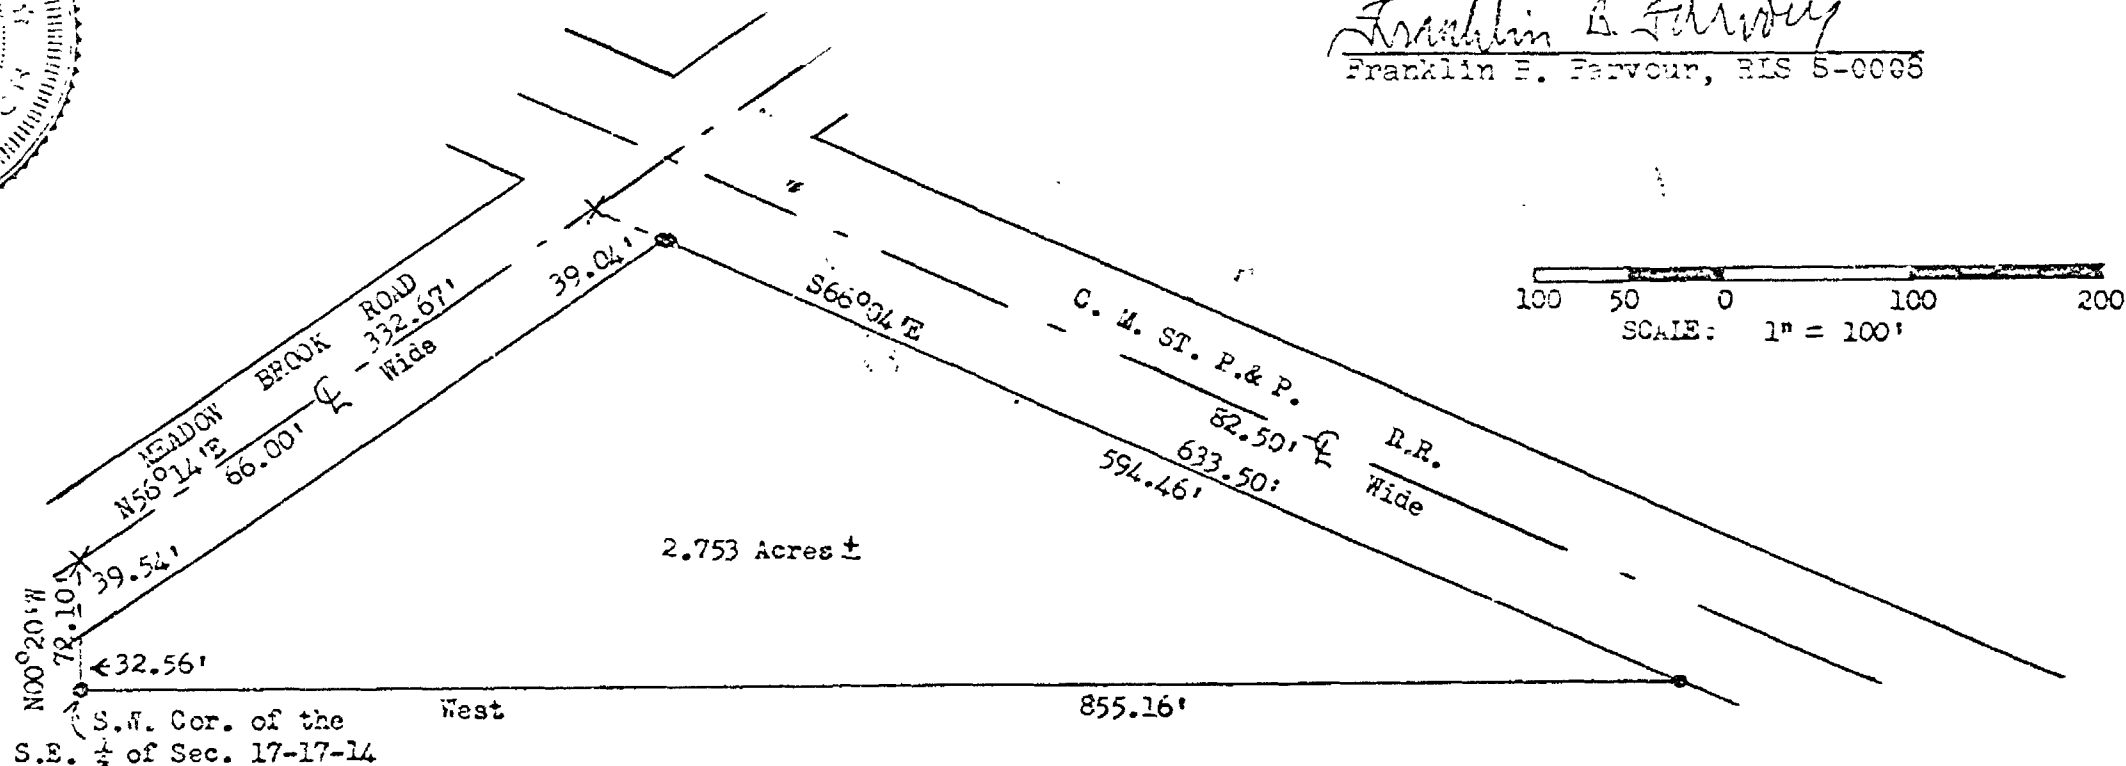 Franklin B. Farvour, RLS S-0098
100 50 0 100 200
SCALE: 1" = 100'
MEADOW BROOK ROAD
N56°14'E 332.67'
66.00' ℄ Wide
39.04'
39.54'
S66°04'E
C. M. ST. P.& P. R.R.
82.50' ℄ Wide
633.50'
594.46'
2.753 Acres ±
N00°20'W
72.10'
←32.56'
West 855.16'
S.W. Cor. of the
S.E. ¼ of Sec. 17-17-14